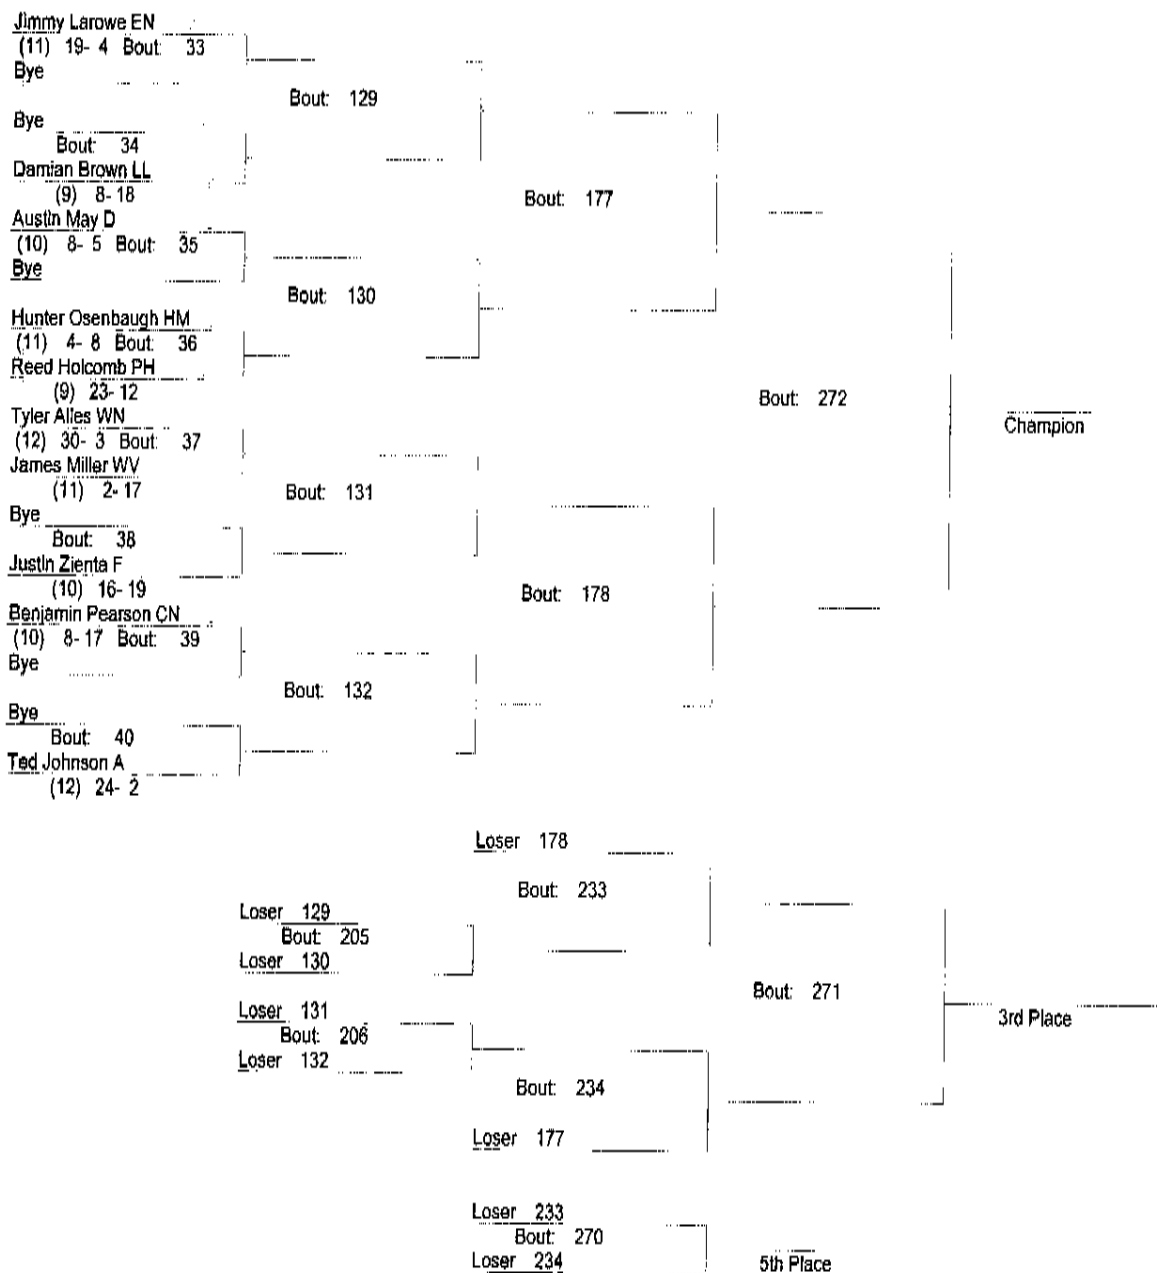 Jimmy Larowe EN
(11) 19- 4 Bout: 33
Bye
Bout: 129
Bye
Bout: 34
Damian Brown LL
(9) 8- 18
Bout: 177
Austin May D
(10) 8- 5 Bout: 35
Bye
Bout: 130
Hunter Osenbaugh HM
(11) 4- 8 Bout: 36
Reed Holcomb PH
(9) 23- 12
Bout: 272
Tyler Alles WN
(12) 30- 3 Bout: 37
Champion
James Miller WV
(11) 2- 17
Bout: 131
Bye
Bout: 38
Justin Zienta F
(10) 16- 19
Bout: 178
Benjamin Pearson CN
(10) 8- 17 Bout: 39
Bye
Bout: 132
Bye
Bout: 40
Ted Johnson A
(12) 24- 2
Loser 178
Bout: 233
Loser 129
Bout: 205
Loser 130
Bout: 271
Loser 131
3rd Place
Bout: 206
Loser 132
Bout: 234
Loser 177
Loser 233
Bout: 270
Loser 234
5th Place